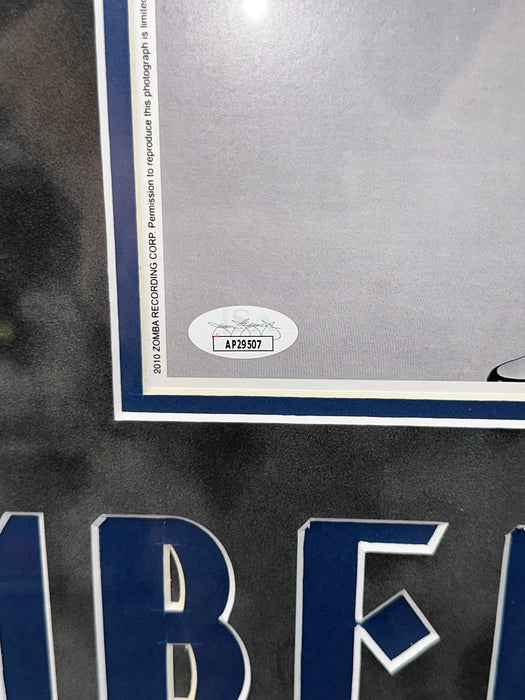 2010 ZOMBA RECORDING CORP. Permission to reproduce this photograph is limited
AP29507
MBE